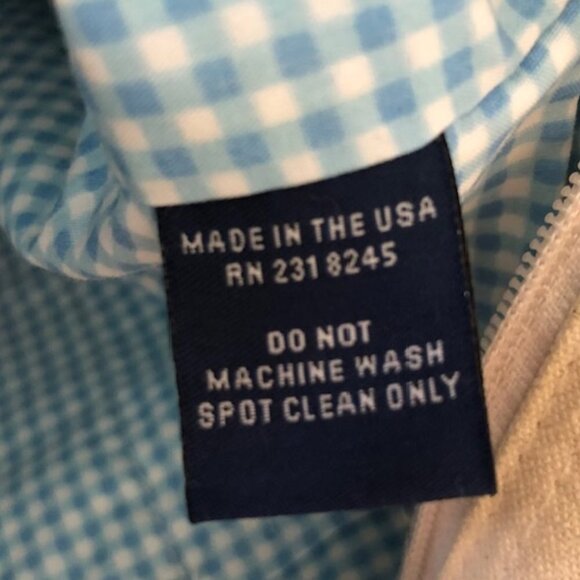 MADE IN THE USA
RN 231 8245
DO NOT
MACHINE WASH
SPOT CLEAN ONLY